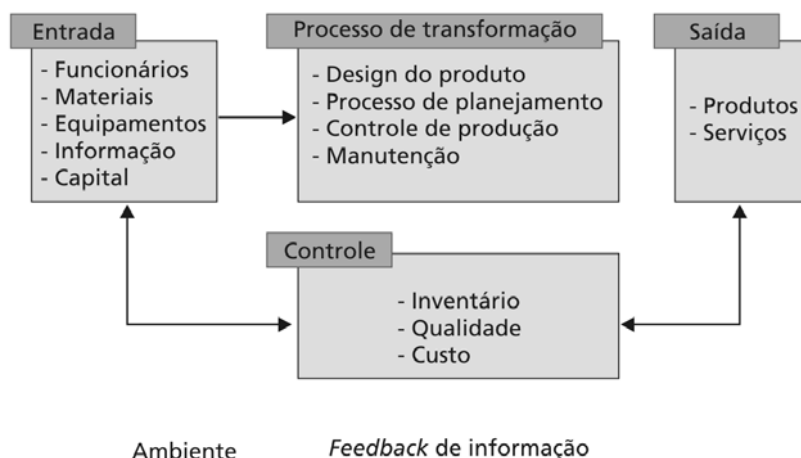 Entrada
- Funcionários
- Materiais
- Equipamentos
- Informação
- Capital
Processo de transformação
- Design do produto
- Processo de planejamento
- Controle de produção
- Manutenção
Saída
- Produtos
- Serviços
Controle
- Inventário
- Qualidade
- Custo
Ambiente
Feedback de informação